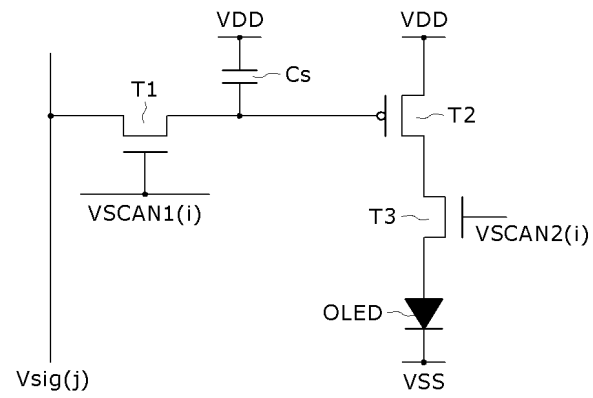 VDD
VDD
Cs
T1
T2
VSCAN1(i)
T3
VSCAN2(i)
OLED
Vsig(j)
VSS